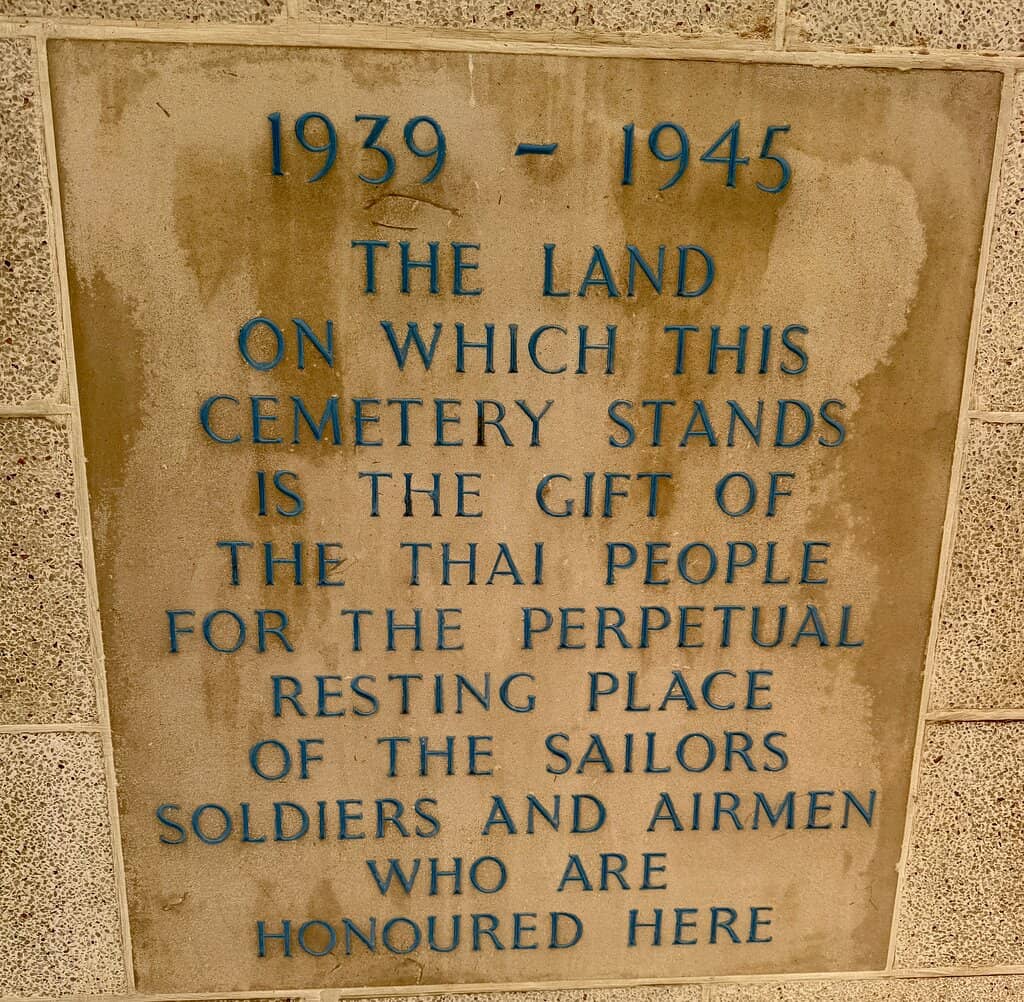 1939 - 1945
THE LAND
ON WHICH THIS
CEMETERY STANDS
IS THE GIFT OF
THE THAI PEOPLE
FOR THE PERPETUAL
RESTING PLACE
OF THE SAILORS
SOLDIERS AND AIRMEN
WHO ARE
HONOURED HERE